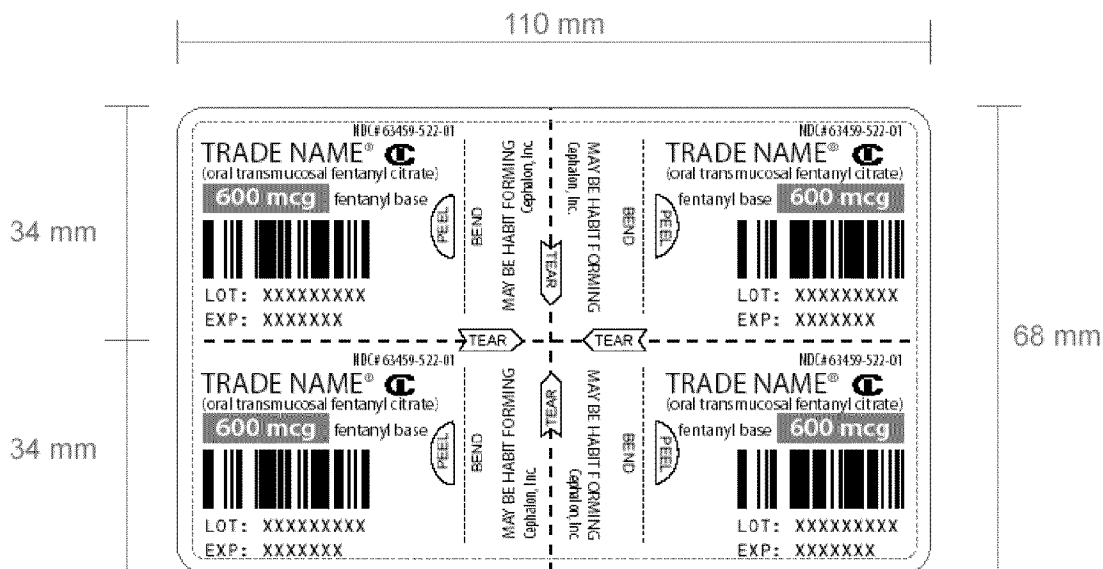 110 mm
34 mm
34 mm
68 mm
NDC# 63459-522-01
TRADE NAME® CII
(oral transmucosal fentanyl citrate)
600 mcg fentanyl base
PEEL
BEND
LOT: XXXXXXXXX
EXP: XXXXXXX
MAY BE HABIT FORMING
Cephalon, Inc
TEAR
MAY BE HABIT FORMING
Cephalon, Inc.
NDC# 63459-522-01
TRADE NAME® CII
(oral transmucosal fentanyl citrate)
fentanyl base 600 mcg
PEEL
BEND
LOT: XXXXXXXXX
EXP: XXXXXXX
TEAR
TEAR
NDC# 63459-522-01
TRADE NAME® CII
(oral transmucosal fentanyl citrate)
600 mcg fentanyl base
PEEL
BEND
LOT: XXXXXXXXX
EXP: XXXXXXX
MAY BE HABIT FORMING
Cephalon, Inc.
TEAR
MAY BE HABIT FORMING
Cephalon, Inc
NDC# 63459-522-01
TRADE NAME® CII
(oral transmucosal fentanyl citrate)
fentanyl base 600 mcg
PEEL
BEND
LOT: XXXXXXXXX
EXP: XXXXXXX